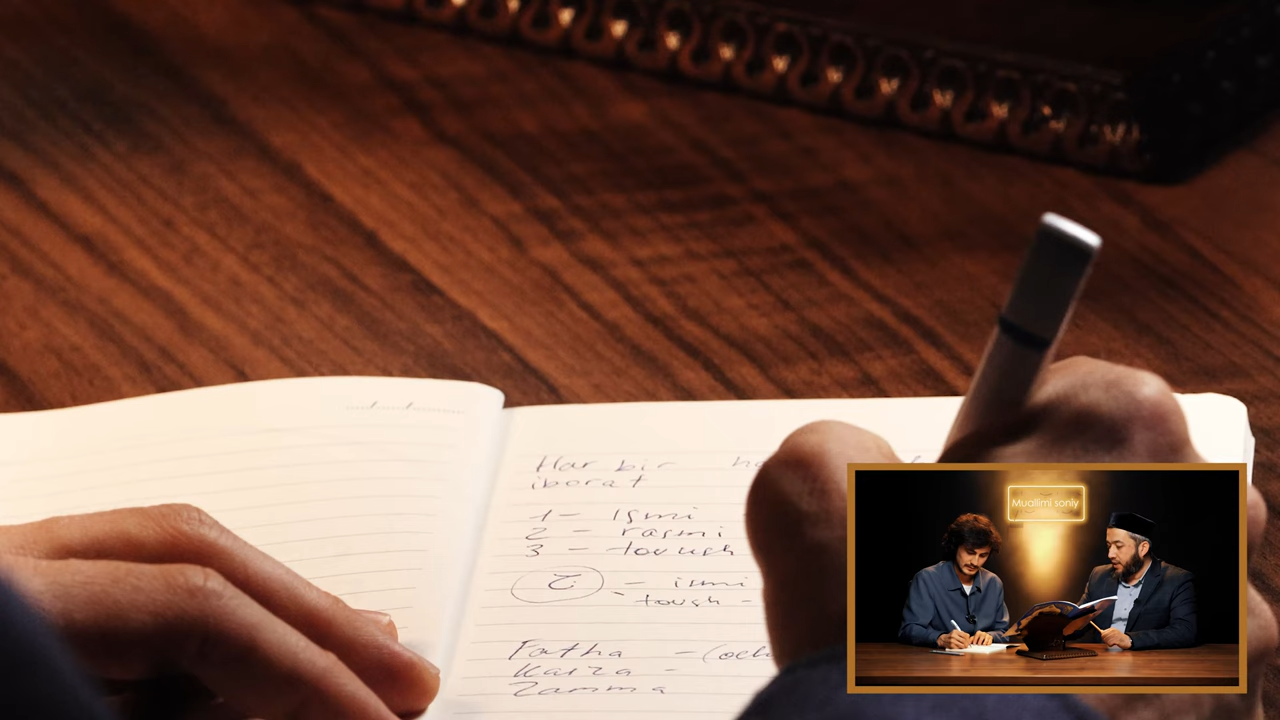 Har bir
iborat
1 - Ismi
2 - rasmi
3 - tovush
ج - ismi
tovush -
Fatha -
Kasra -
Zamma
Muallimi soniy